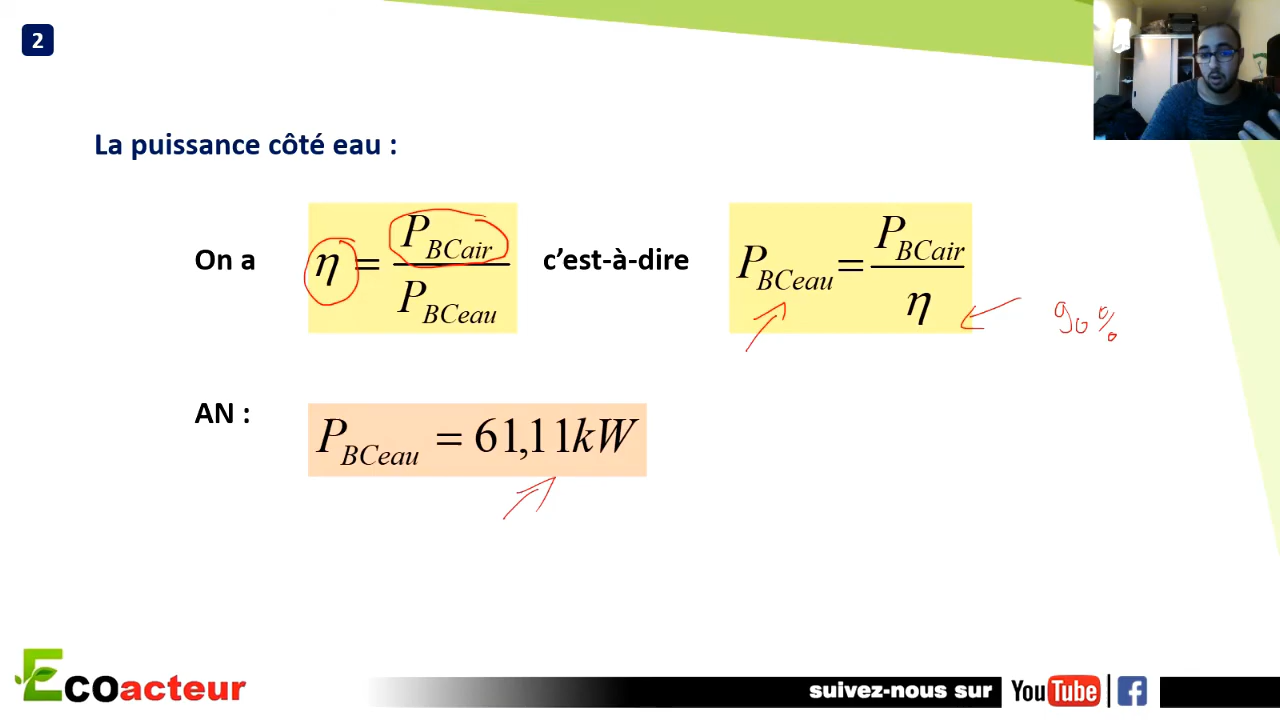 2
La puissance côté eau :
On a η = P_BCair / P_BCeau c’est-à-dire P_BCeau = P_BCair / η
90 %
AN : P_BCeau = 61,11kW
Ecoacteur
suivez-nous sur YouTube | f